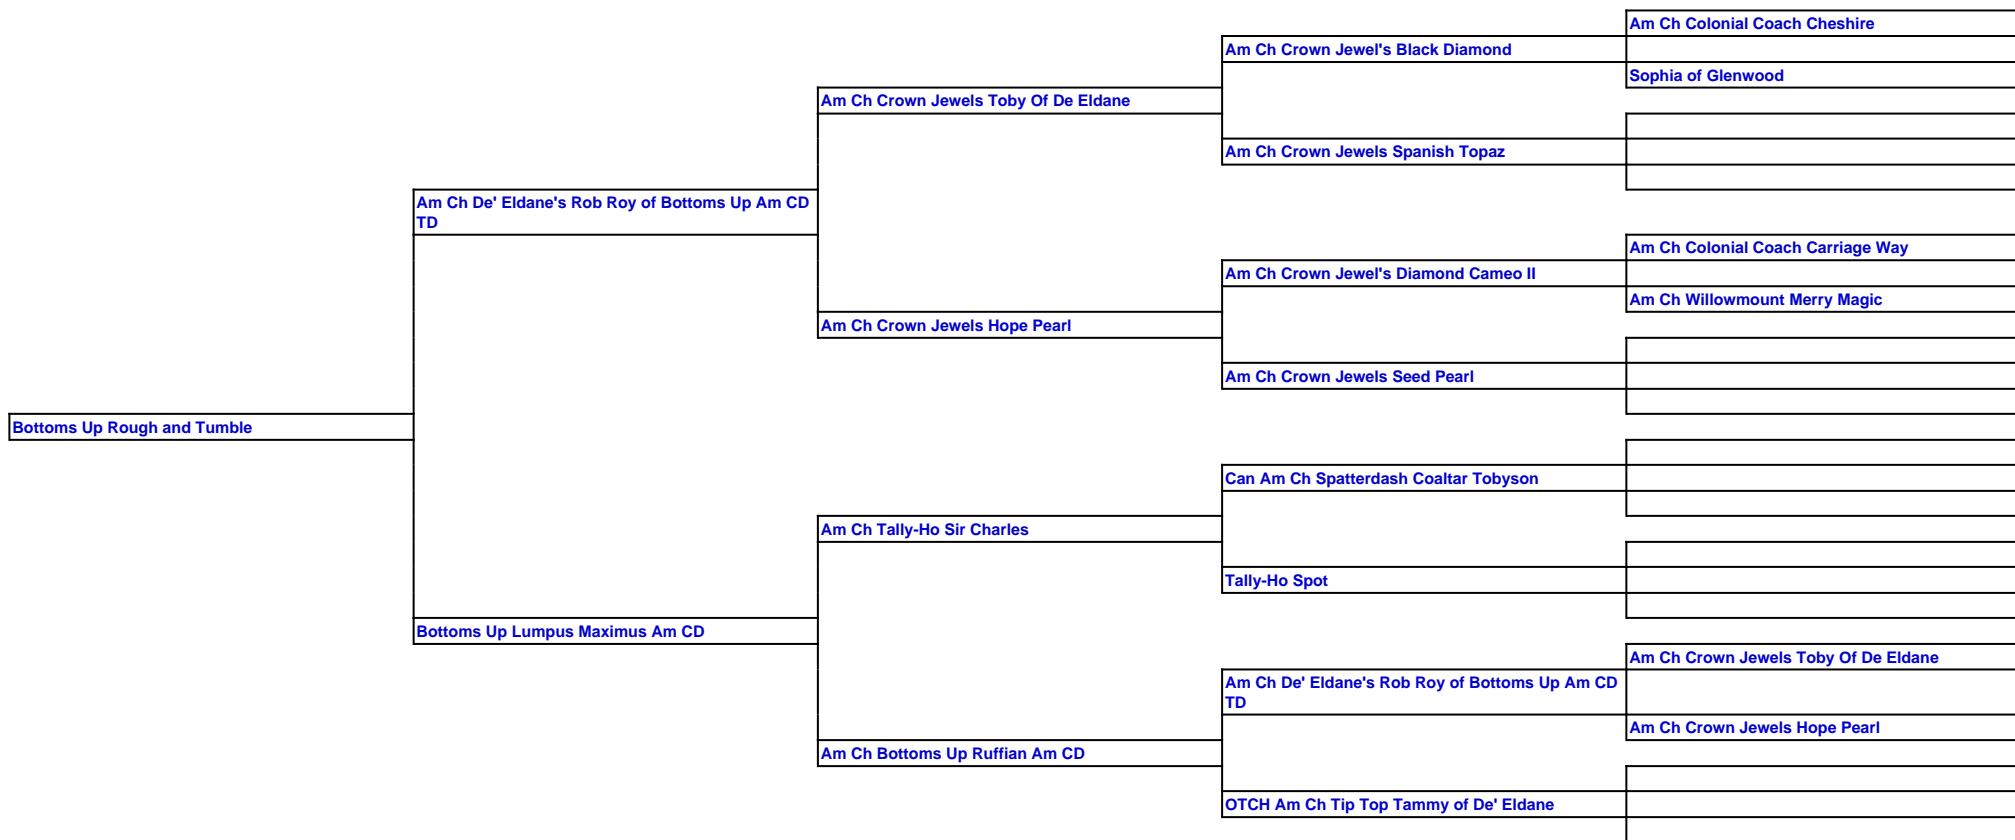 Am Ch Colonial Coach Cheshire
Am Ch Crown Jewel's Black Diamond
Sophia of Glenwood
Am Ch Crown Jewels Toby Of De Eldane
Am Ch Crown Jewels Spanish Topaz
Am Ch De' Eldane's Rob Roy of Bottoms Up Am CD
TD
Am Ch Colonial Coach Carriage Way
Am Ch Crown Jewel's Diamond Cameo II
Am Ch Willowmount Merry Magic
Am Ch Crown Jewels Hope Pearl
Am Ch Crown Jewels Seed Pearl
Bottoms Up Rough and Tumble
Can Am Ch Spatterdash Coaltar Tobyson
Am Ch Tally-Ho Sir Charles
Tally-Ho Spot
Bottoms Up Lumpus Maximus Am CD
Am Ch Crown Jewels Toby Of De Eldane
Am Ch De' Eldane's Rob Roy of Bottoms Up Am CD
TD
Am Ch Crown Jewels Hope Pearl
Am Ch Bottoms Up Ruffian Am CD
OTCH Am Ch Tip Top Tammy of De' Eldane